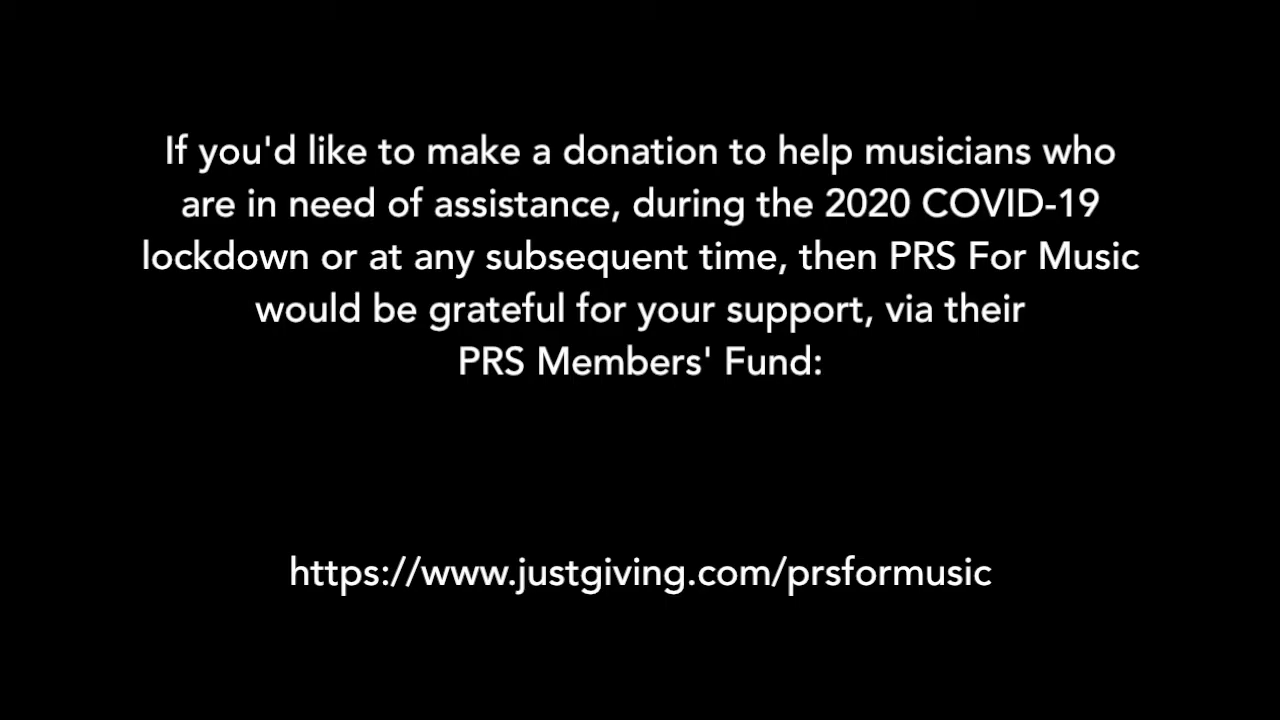 If you'd like to make a donation to help musicians who
are in need of assistance, during the 2020 COVID-19
lockdown or at any subsequent time, then PRS For Music
would be grateful for your support, via their
PRS Members' Fund:
https://www.justgiving.com/prsformusic